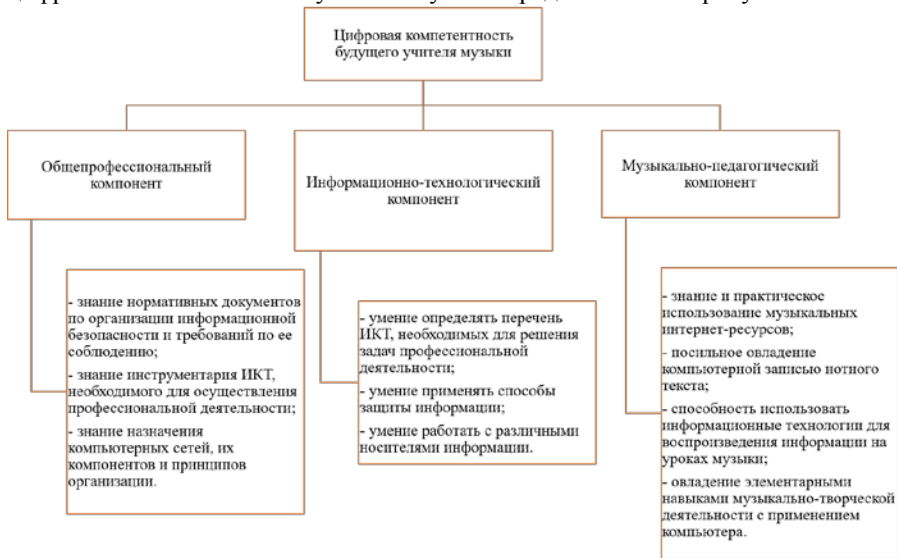 Цифровая компетентность
будущего учителя музыки
Общепрофессиональный
компонент
Информационно-технологический
компонент
Музыкально-педагогический
компонент
- знание нормативных документов
по организации информационной
безопасности и требований по ее
соблюдению;
- знание инструментария ИКТ,
необходимого для осуществления
профессиональной деятельности;
- знание назначения
компьютерных сетей, их
компонентов и принципов
организации.
- умение определять перечень
ИКТ, необходимых для решения
задач профессиональной
деятельности;
- умение применять способы
защиты информации;
- умение работать с различными
носителями информации.
- знание и практическое
использование музыкальных
интернет-ресурсов;
- посильное овладение
компьютерной записью нотного
текста;
- способность использовать
информационные технологии для
воспроизведения информации на
уроках музыки;
- овладение элементарными
навыками музыкально-творческой
деятельности с применением
компьютера.